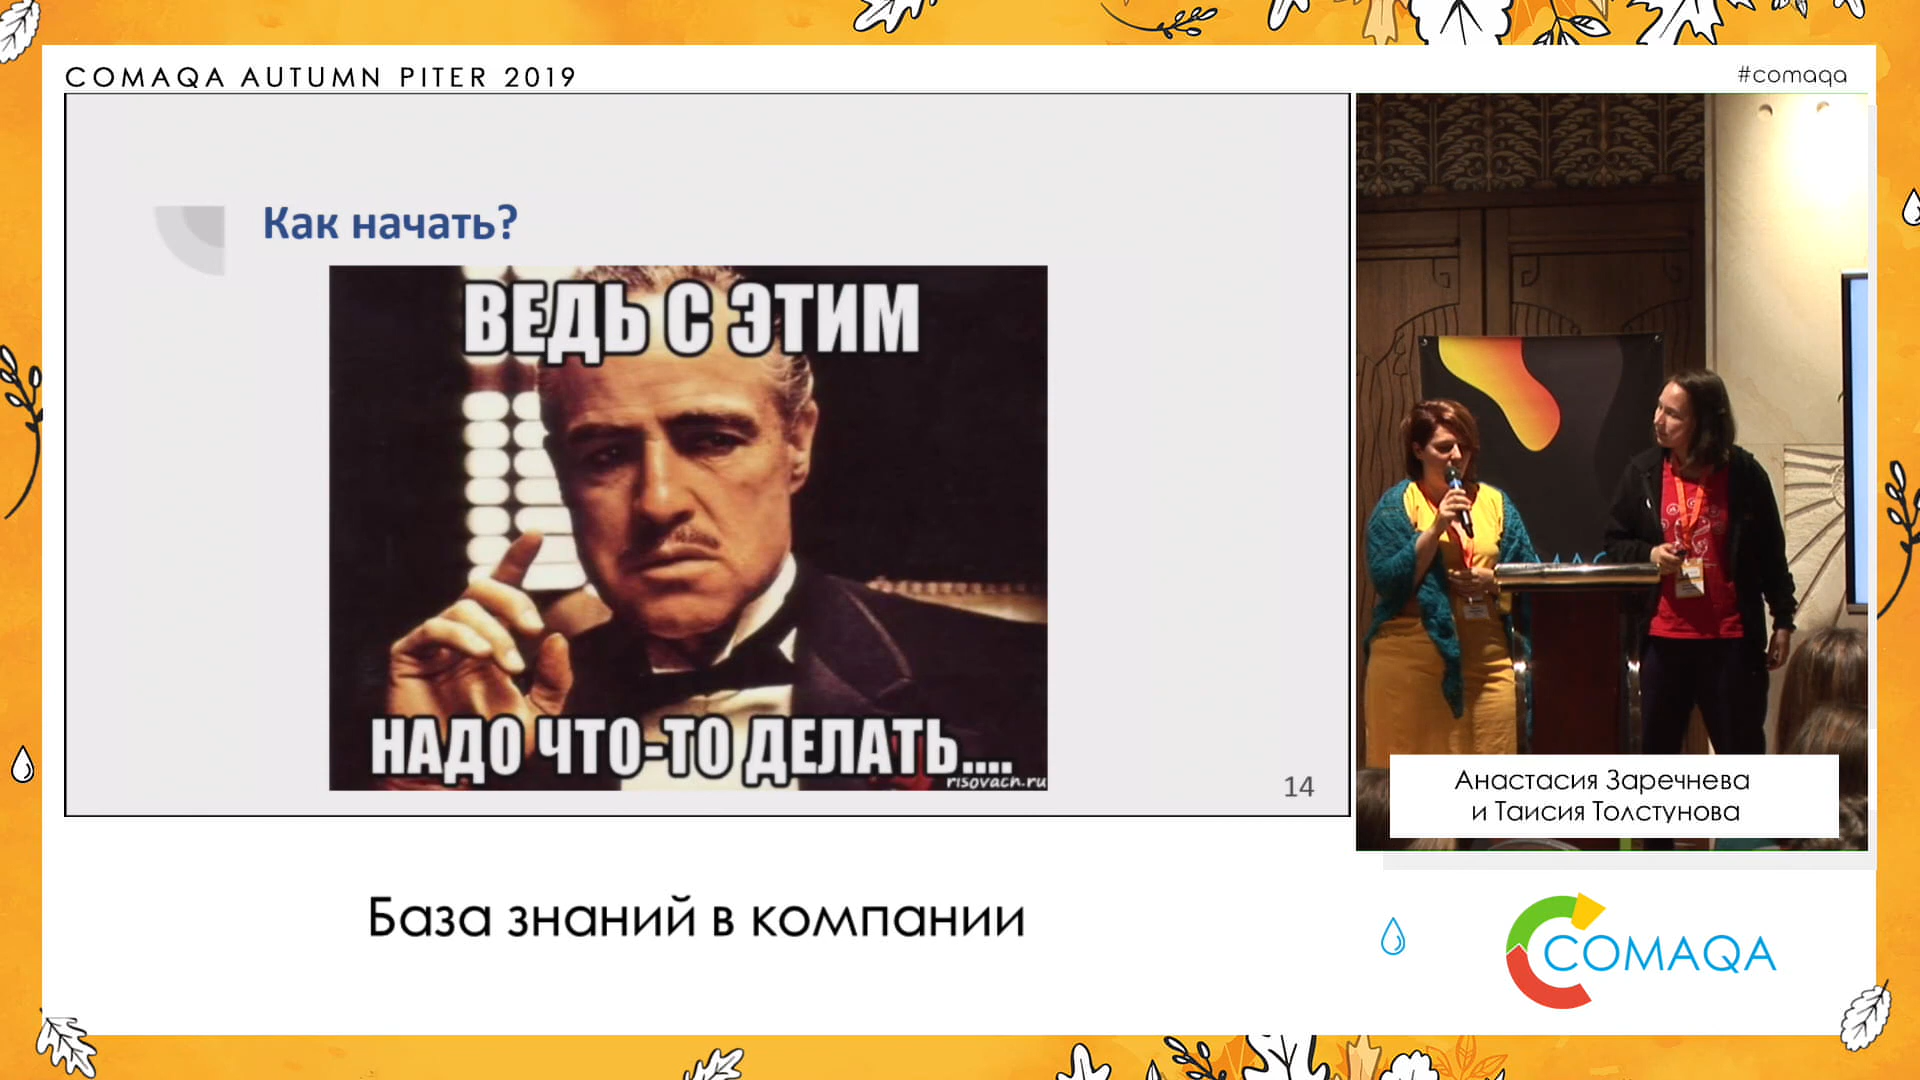 COMAQA AUTUMN PITER 2019
#comaqa
Как начать?
ВЕДЬ С ЭТИМ
НАДО ЧТО-ТО ДЕЛАТЬ....
risovach.ru
14
Анастасия Заречнева
и Таисия Толстунова
База знаний в компании
COMAQA